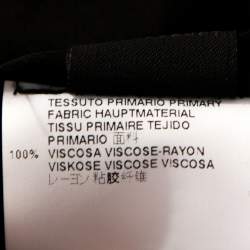 TESSUTO PRIMARIO PRIMARY
FABRIC HAUPTMATERIAL
TISSU PRIMAIRE TEJIDO
PRIMARIO 面料
100% VISCOSA VISCOSE-RAYON
VISKOSE VISCOSE VISCOSA
レーヨン 粘胶纤维